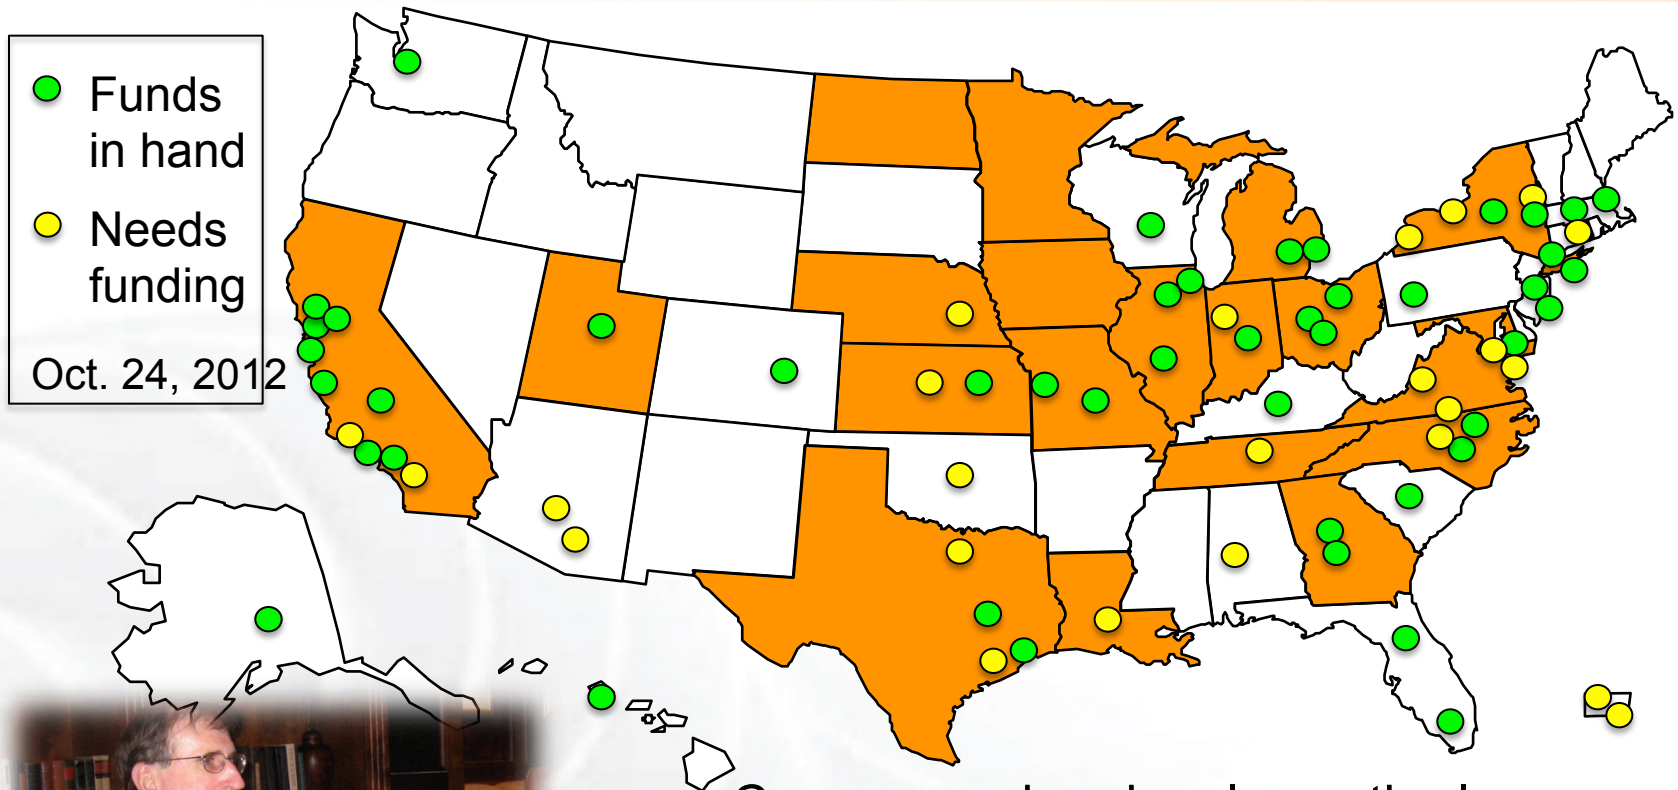 Funds
in hand
Needs
funding
Oct. 24, 2012